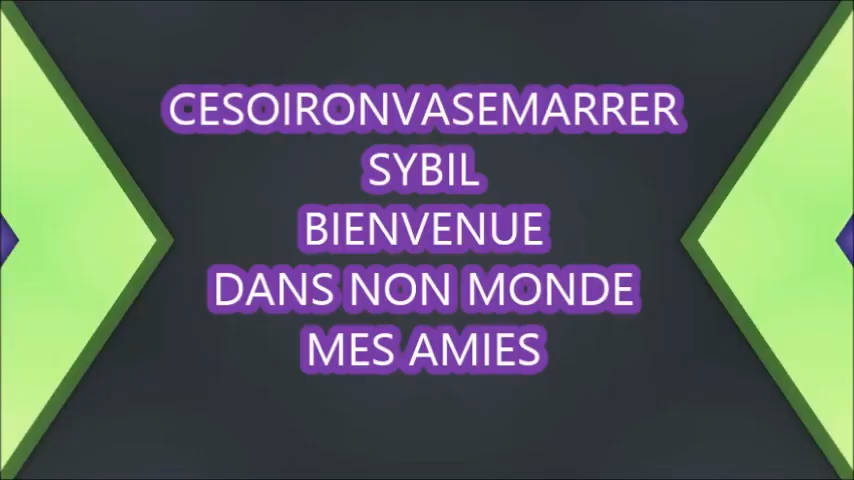 CESOIRONVASEMARRER
SYBIL
BIENVENUE
DANS NON MONDE
MES AMIES